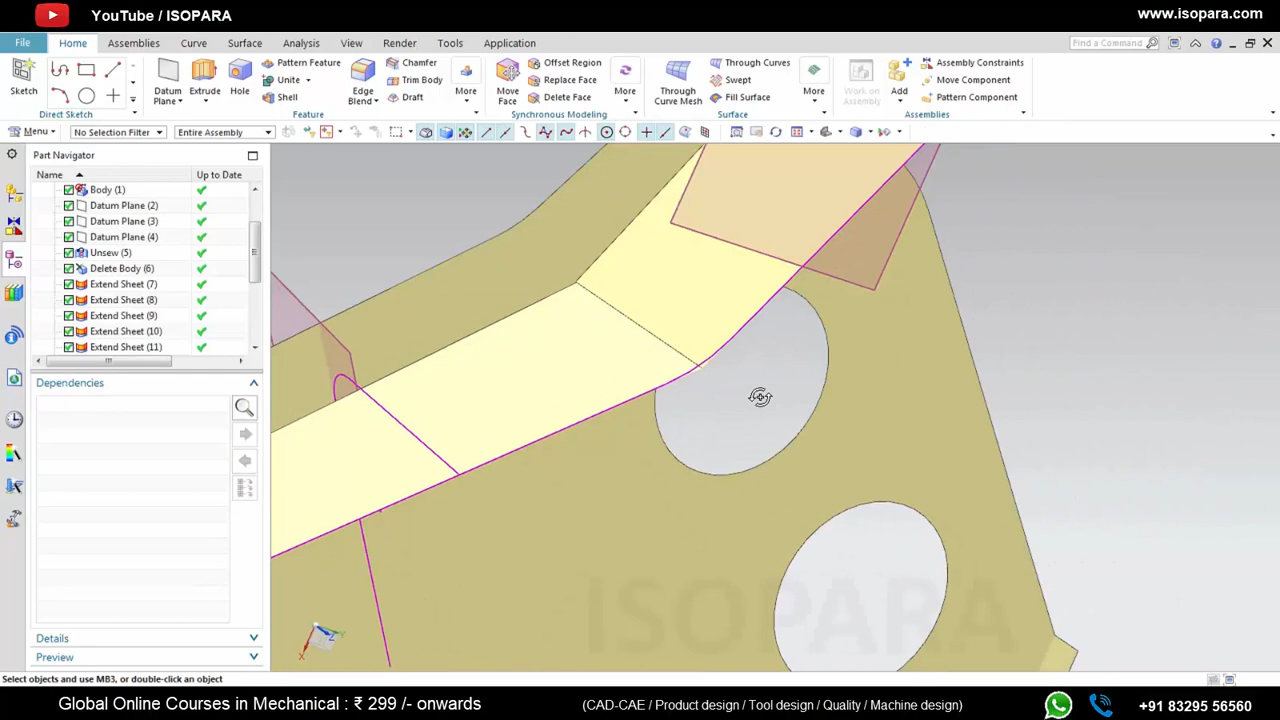 YouTube / ISOPARA
www.isopara.com
File Home Assemblies Curve Surface Analysis View Render Tools Application
Find a Command
Sketch
Direct Sketch
Datum Plane
Extrude
Hole
Pattern Feature
Unite
Shell
Edge Blend
Chamfer
Trim Body
Draft
More
Feature
Move Face
Offset Region
Replace Face
Delete Face
More
Synchronous Modeling
Through Curve Mesh
Through Curves
Swept
Fill Surface
More
Surface
Work on Assembly
Add
Assembly Constraints
Move Component
Pattern Component
Assemblies
Menu
No Selection Filter
Entire Assembly
Part Navigator
Name Up to Date
Body (1)
Datum Plane (2)
Datum Plane (3)
Datum Plane (4)
Unsew (5)
Delete Body (6)
Extend Sheet (7)
Extend Sheet (8)
Extend Sheet (9)
Extend Sheet (10)
Extend Sheet (11)
Dependencies
Details
Preview
ISOPARA
X
Y
Z
Select objects and use MB3, or double-click an object
Global Online Courses in Mechanical : ₹ 299 /- onwards
(CAD-CAE / Product design / Tool design / Quality / Machine design)
+91 83295 56560